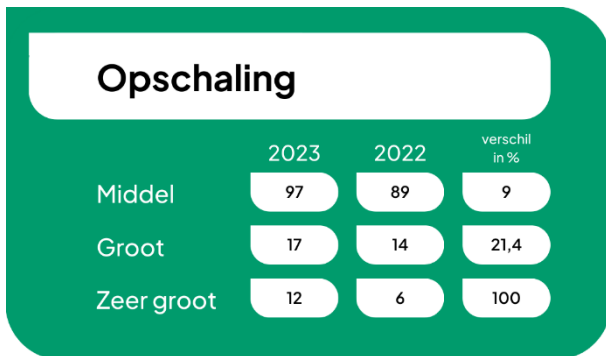 Opschaling
2023 2022 verschil in %
Middel 97 89 9
Groot 17 14 21,4
Zeer groot 12 6 100